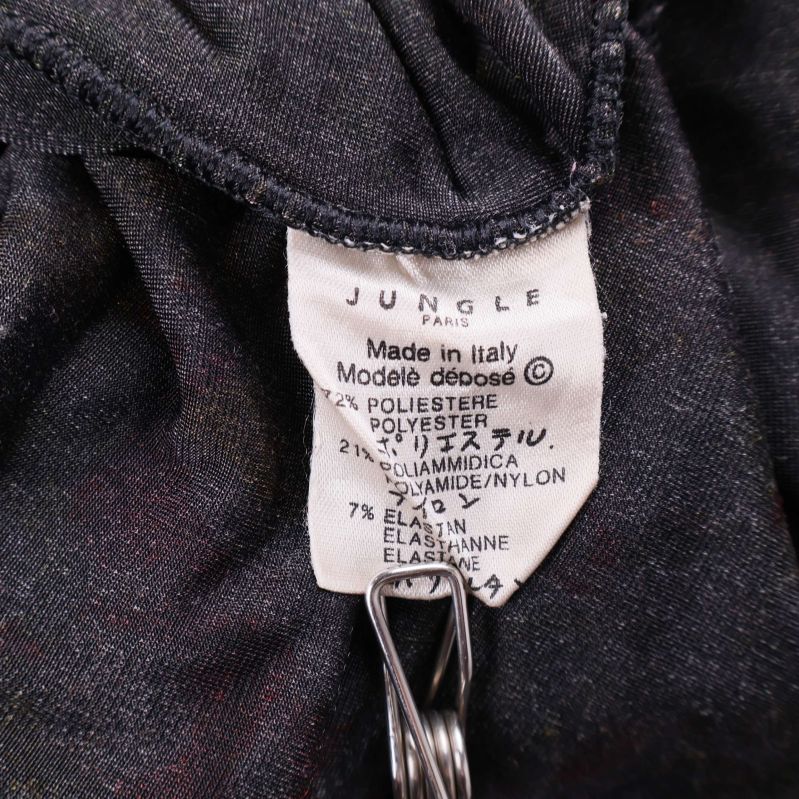 JUNGLE
PARIS
Made in Italy
Modelè déposé ©
72% POLIESTERE
POLYESTER
ポリエステル.
21% POLIAMMIDICA
POLYAMIDE/NYLON
ナイロン
7% ELASTAN
ELASTHANNE
ELASTANE